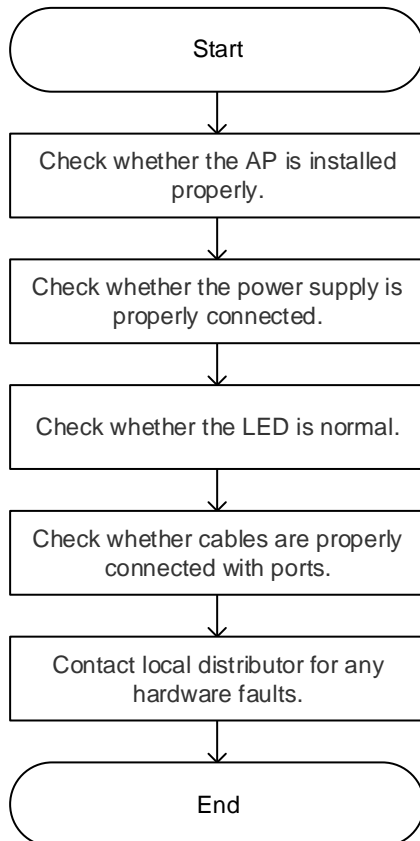 Start
Check whether the AP is installed
properly.
Check whether the power supply is
properly connected.
Check whether the LED is normal.
Check whether cables are properly
connected with ports.
Contact local distributor for any
hardware faults.
End